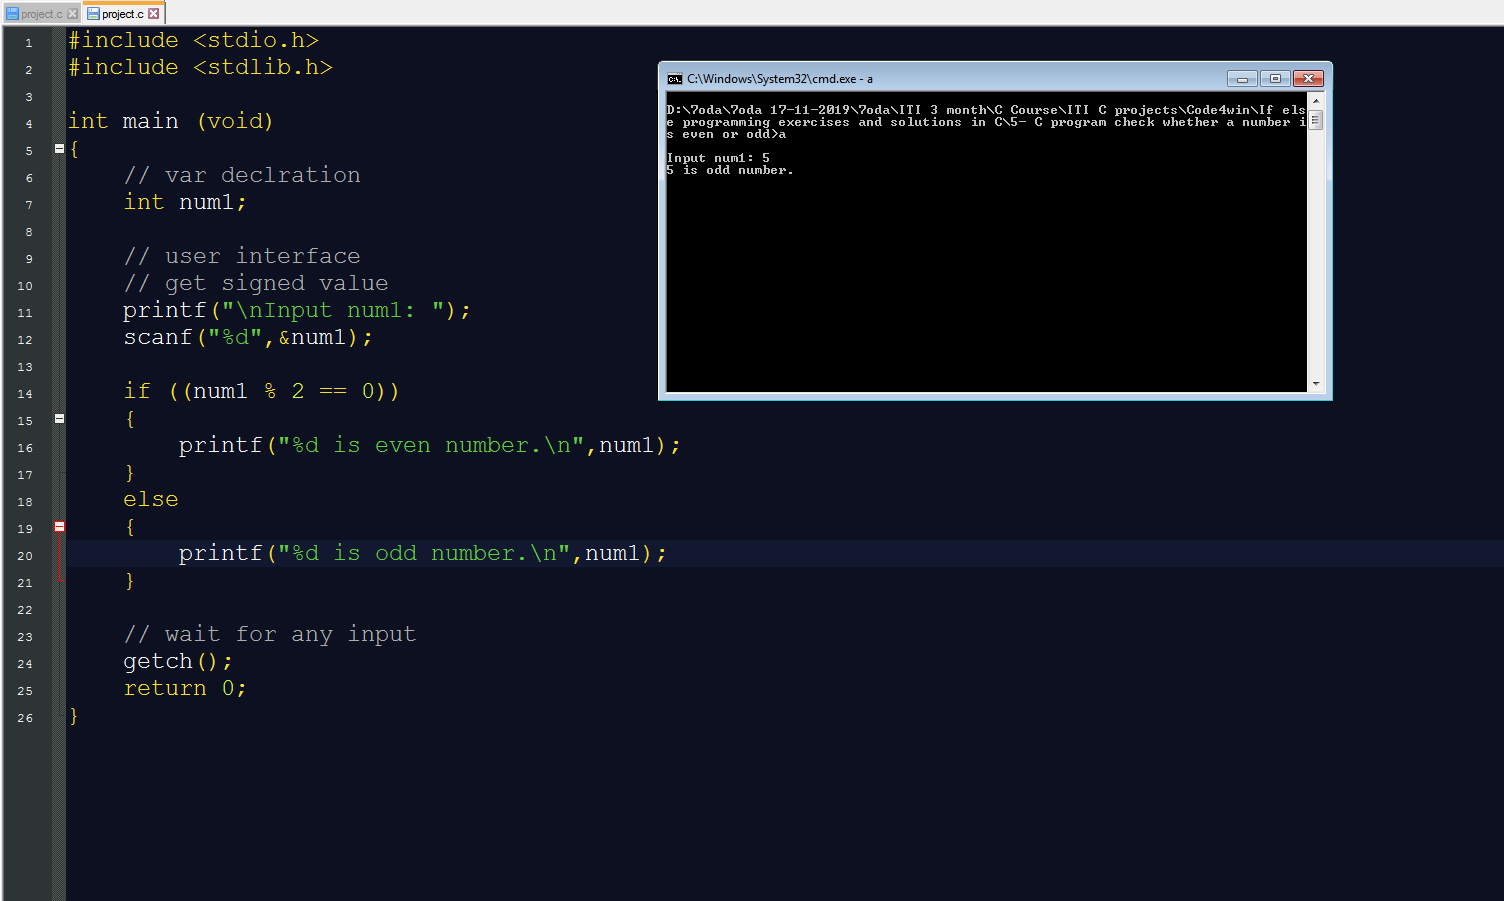 project.c project.c
1 #include <stdio.h>
2 #include <stdlib.h>
3
4 int main (void)
5 {
6 // var declration
7 int num1;
8
9 // user interface
10 // get signed value
11 printf("\nInput num1: ");
12 scanf("%d",&num1);
13
14 if ((num1 % 2 == 0))
15 {
16 printf("%d is even number.\n",num1);
17 }
18 else
19 {
20 printf("%d is odd number.\n",num1);
21 }
22
23 // wait for any input
24 getch();
25 return 0;
26 }
C:\Windows\System32\cmd.exe - a
D:\7oda\7oda 17-11-2019\7oda\ITI 3 month\C Course\ITI C projects\Code4win\If els
e programming exercises and solutions in C\5- C program check whether a number i
s even or odd>a
Input num1: 5
5 is odd number.